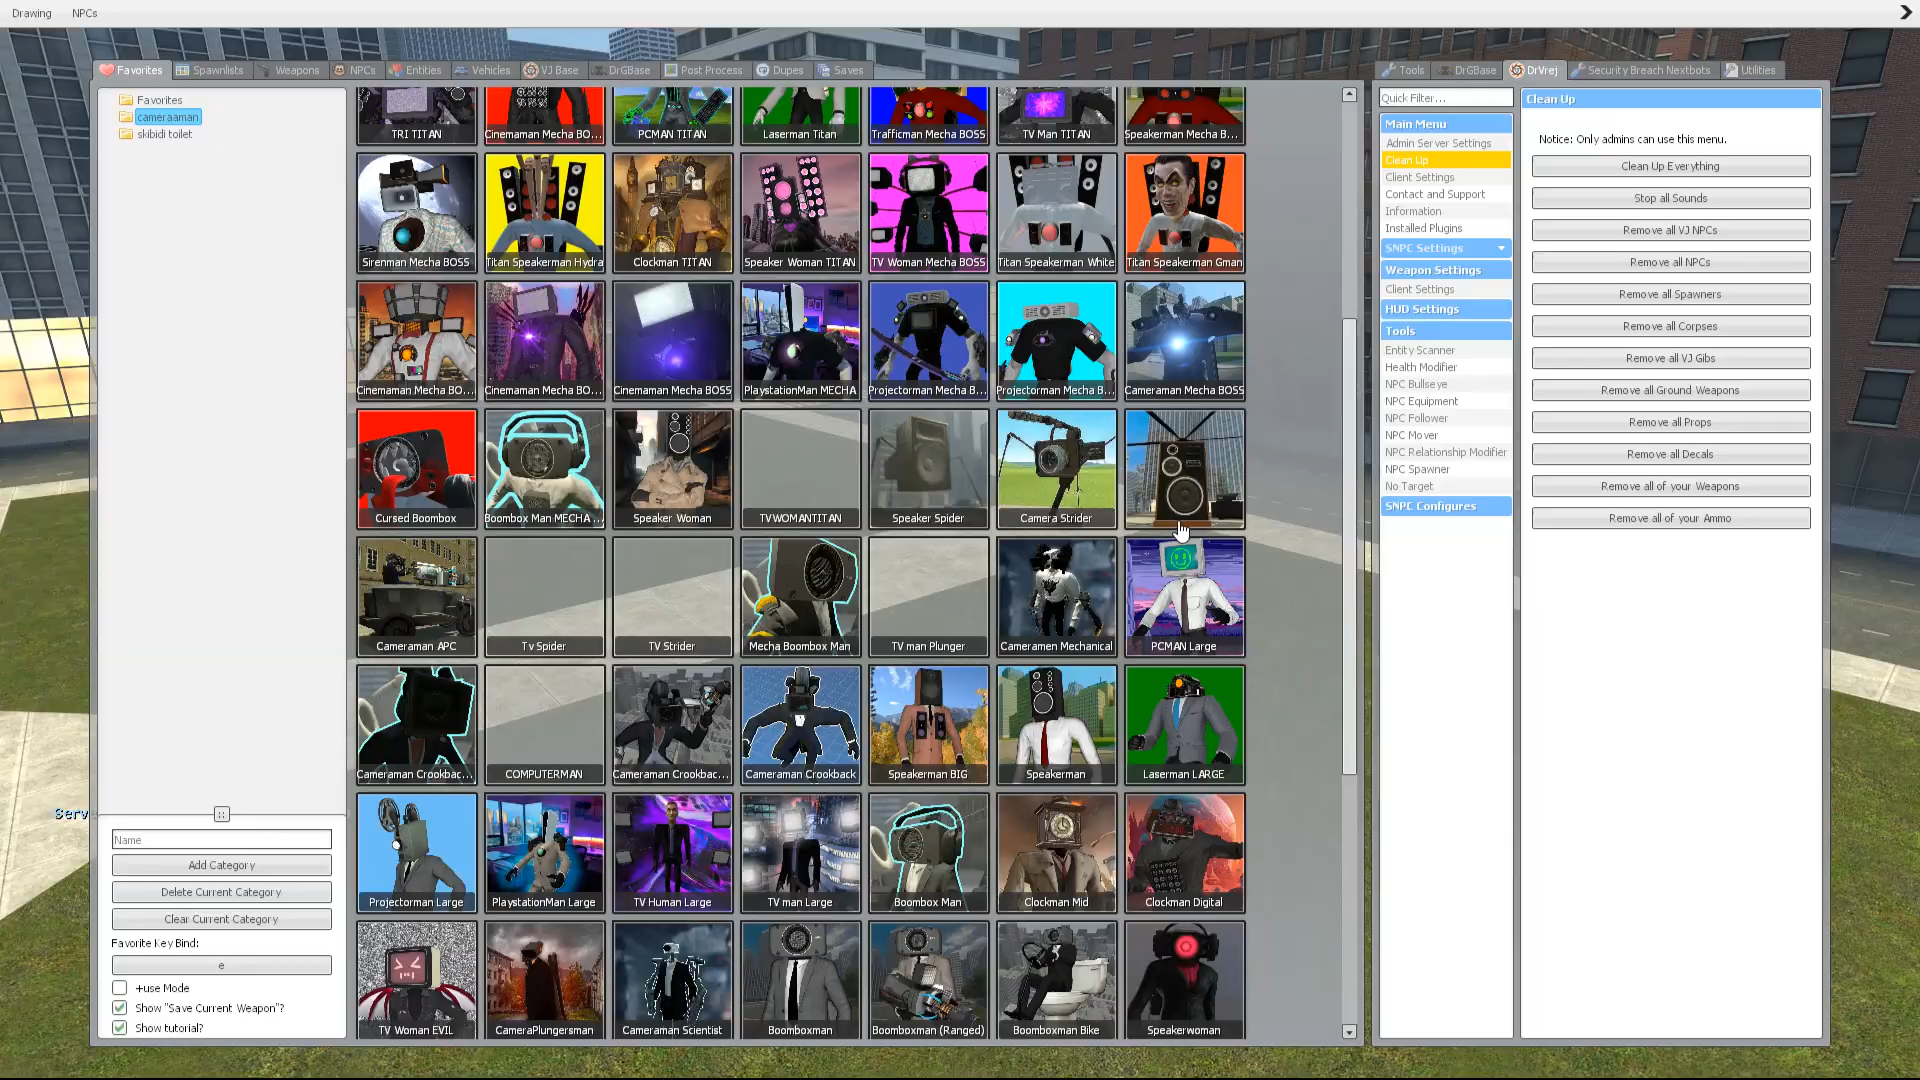 Drawing NPCs
Favorites Spawnlists Weapons NPCs Entities Vehicles VJ Base DrGBase Post Process Dupes Saves
Tools DrGBase DrVrej Security Breach Nextbots Utilities
Favorites
cameraaman
skibidi toilet
TRI TITAN Cinemaman Mecha BO... PCMAN TITAN Laserman Titan Trafficman Mecha BOSS TV Man TITAN Speakerman Mecha B...
Sirenman Mecha BOSS Titan Speakerman Hydra Clockman TITAN Speaker Woman TITAN TV Woman Mecha BOSS Titan Speakerman White Titan Speakerman Gman
Cinemaman Mecha BO... Cinemaman Mecha BO... Cinemaman Mecha BOSS PlaystationMan MECHA Projectorman Mecha B... Projectorman Mecha B... Cameraman Mecha BOSS
Cursed Boombox Boombox Man MECHA ... Speaker Woman TVWOMANTITAN Speaker Spider Camera Strider
Cameraman APC Tv Spider TV Strider Mecha Boombox Man TV man Plunger Cameramen Mechanical PCMAN Large
Cameraman Crookbac... COMPUTERMAN Cameraman Crookbac... Cameraman Crookback Speakerman BIG Speakerman Laserman LARGE
Projectorman Large PlaystationMan Large TV Human Large TV man Large Boombox Man Clockman Mid Clockman Digital
TV Woman EVIL CameraPlungersman Cameraman Scientist Boomboxman Boomboxman (Ranged) Boomboxman Bike Speakerwoman
Serv
Name
Add Category
Delete Current Category
Clear Current Category
Favorite Key Bind:
e
+use Mode
Show "Save Current Weapon"?
Show tutorial?
Quick Filter...
Main Menu
Admin Server Settings
Clean Up
Client Settings
Contact and Support
Information
Installed Plugins
SNPC Settings
Weapon Settings
Client Settings
HUD Settings
Tools
Entity Scanner
Health Modifier
NPC Bullseye
NPC Equipment
NPC Follower
NPC Mover
NPC Relationship Modifier
NPC Spawner
No Target
SNPC Configures
Clean Up
Notice: Only admins can use this menu.
Clean Up Everything
Stop all Sounds
Remove all VJ NPCs
Remove all NPCs
Remove all Spawners
Remove all Corpses
Remove all VJ Gibs
Remove all Ground Weapons
Remove all Props
Remove all Decals
Remove all of your Weapons
Remove all of your Ammo